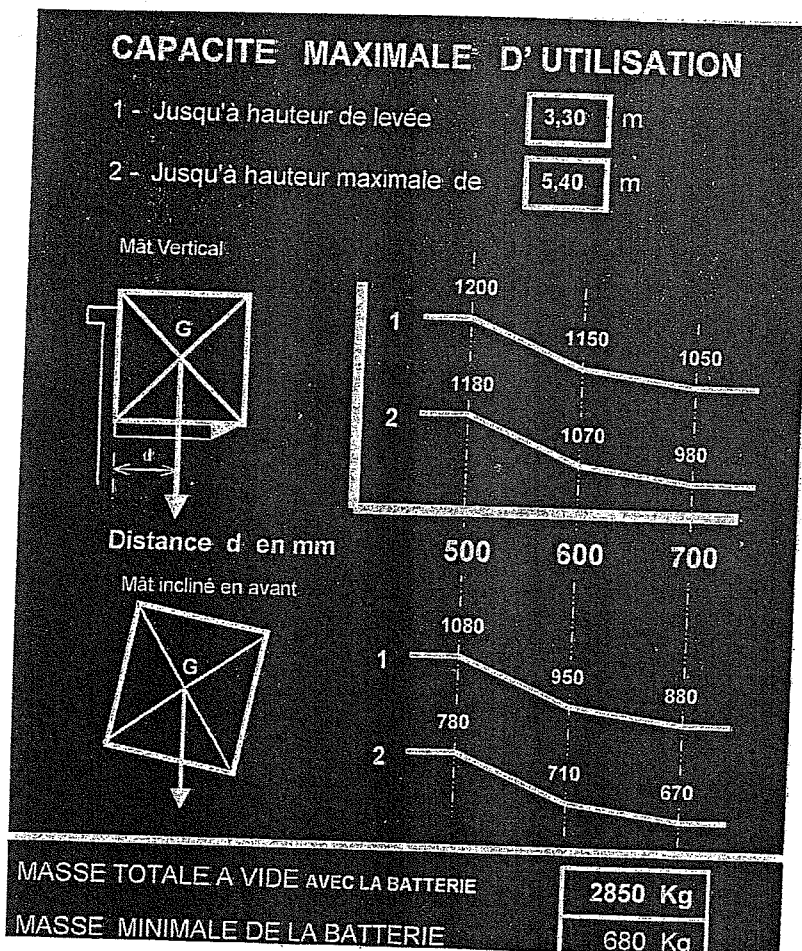 CAPACITE MAXIMALE D' UTILISATION
1 - Jusqu'à hauteur de levée 3,30 m
2 - Jusqu'à hauteur maximale de 5,40 m
Mât Vertical
G
d
1200
1 1150 1050
1180
2 1070 980
Distance d en mm 500 600 700
Mât incliné en avant
G
1080
1 950 880
780
2 710 670
MASSE TOTALE A VIDE AVEC LA BATTERIE 2850 Kg
MASSE MINIMALE DE LA BATTERIE 680 Kg